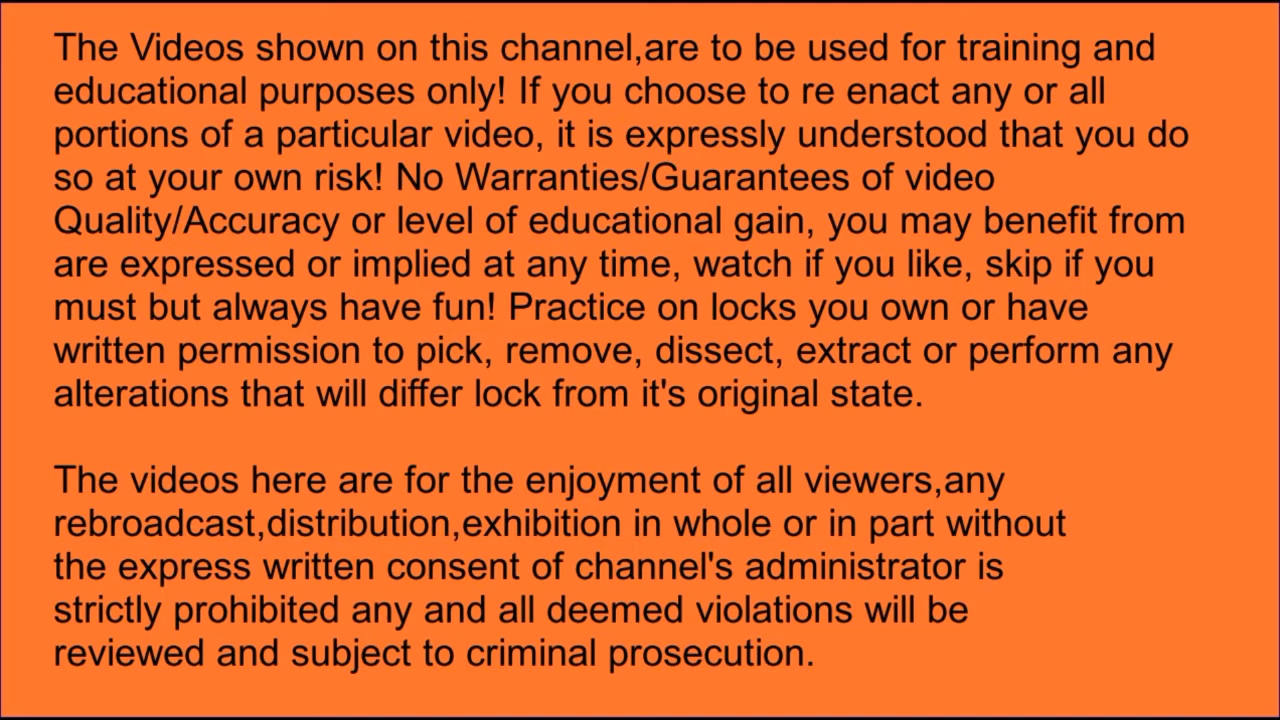 The Videos shown on this channel,are to be used for training and
educational purposes only! If you choose to re enact any or all
portions of a particular video, it is expressly understood that you do
so at your own risk! No Warranties/Guarantees of video
Quality/Accuracy or level of educational gain, you may benefit from
are expressed or implied at any time, watch if you like, skip if you
must but always have fun! Practice on locks you own or have
written permission to pick, remove, dissect, extract or perform any
alterations that will differ lock from it's original state.

The videos here are for the enjoyment of all viewers,any
rebroadcast,distribution,exhibition in whole or in part without
the express written consent of channel's administrator is
strictly prohibited any and all deemed violations will be
reviewed and subject to criminal prosecution.